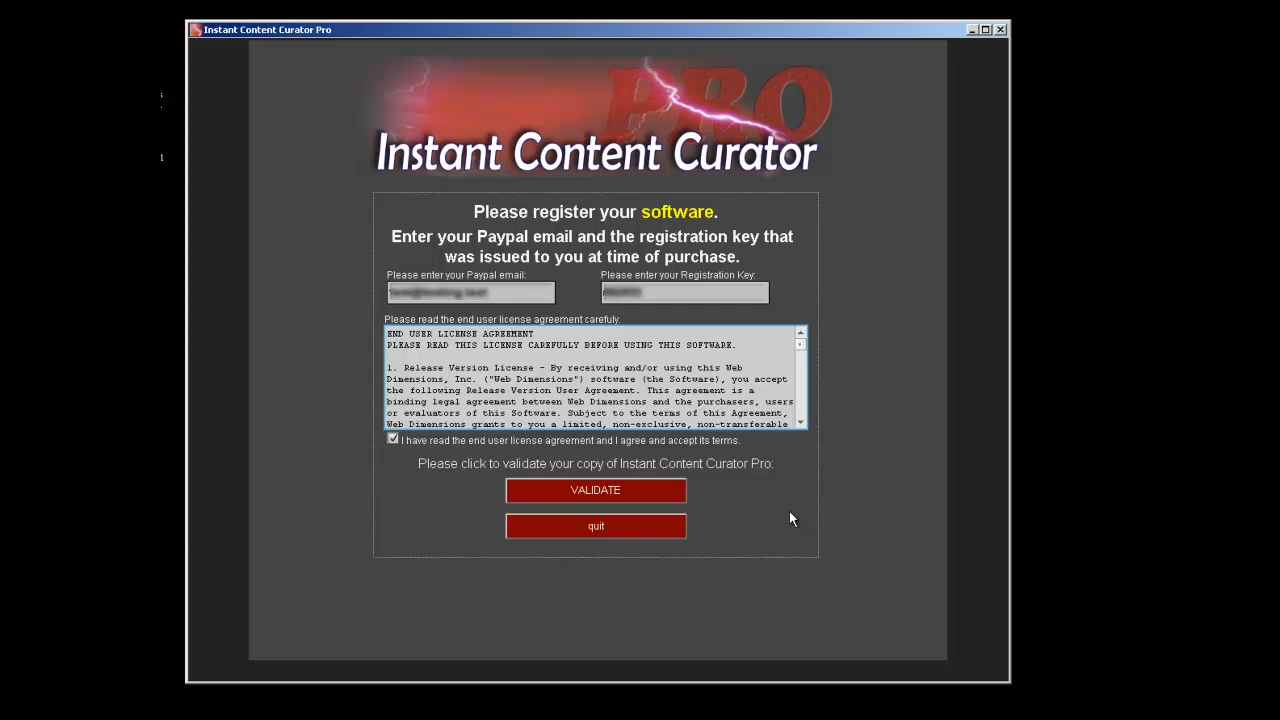 Instant Content Curator Pro
PRO
Instant Content Curator
Please register your software.
Enter your Paypal email and the registration key that
was issued to you at time of purchase.
Please enter your Paypal email: Please enter your Registration Key:
Please read the end user license agreement carefuly.
END USER LICENSE AGREEMENT
PLEASE READ THIS LICENSE CAREFULLY BEFORE USING THIS SOFTWARE.
1. Release Version License - By receiving and/or using this Web
Dimensions, Inc. ("Web Dimensions") software (the Software), you accept
the following Release Version User Agreement. This agreement is a
binding legal agreement between Web Dimensions and the purchasers, users
or evaluators of this Software. Subject to the terms of this Agreement,
Web Dimensions grants to you a limited, non-exclusive, non-transferable
I have read the end user license agreement and I agree and accept its terms.
Please click to validate your copy of Instant Content Curator Pro:
VALIDATE
quit